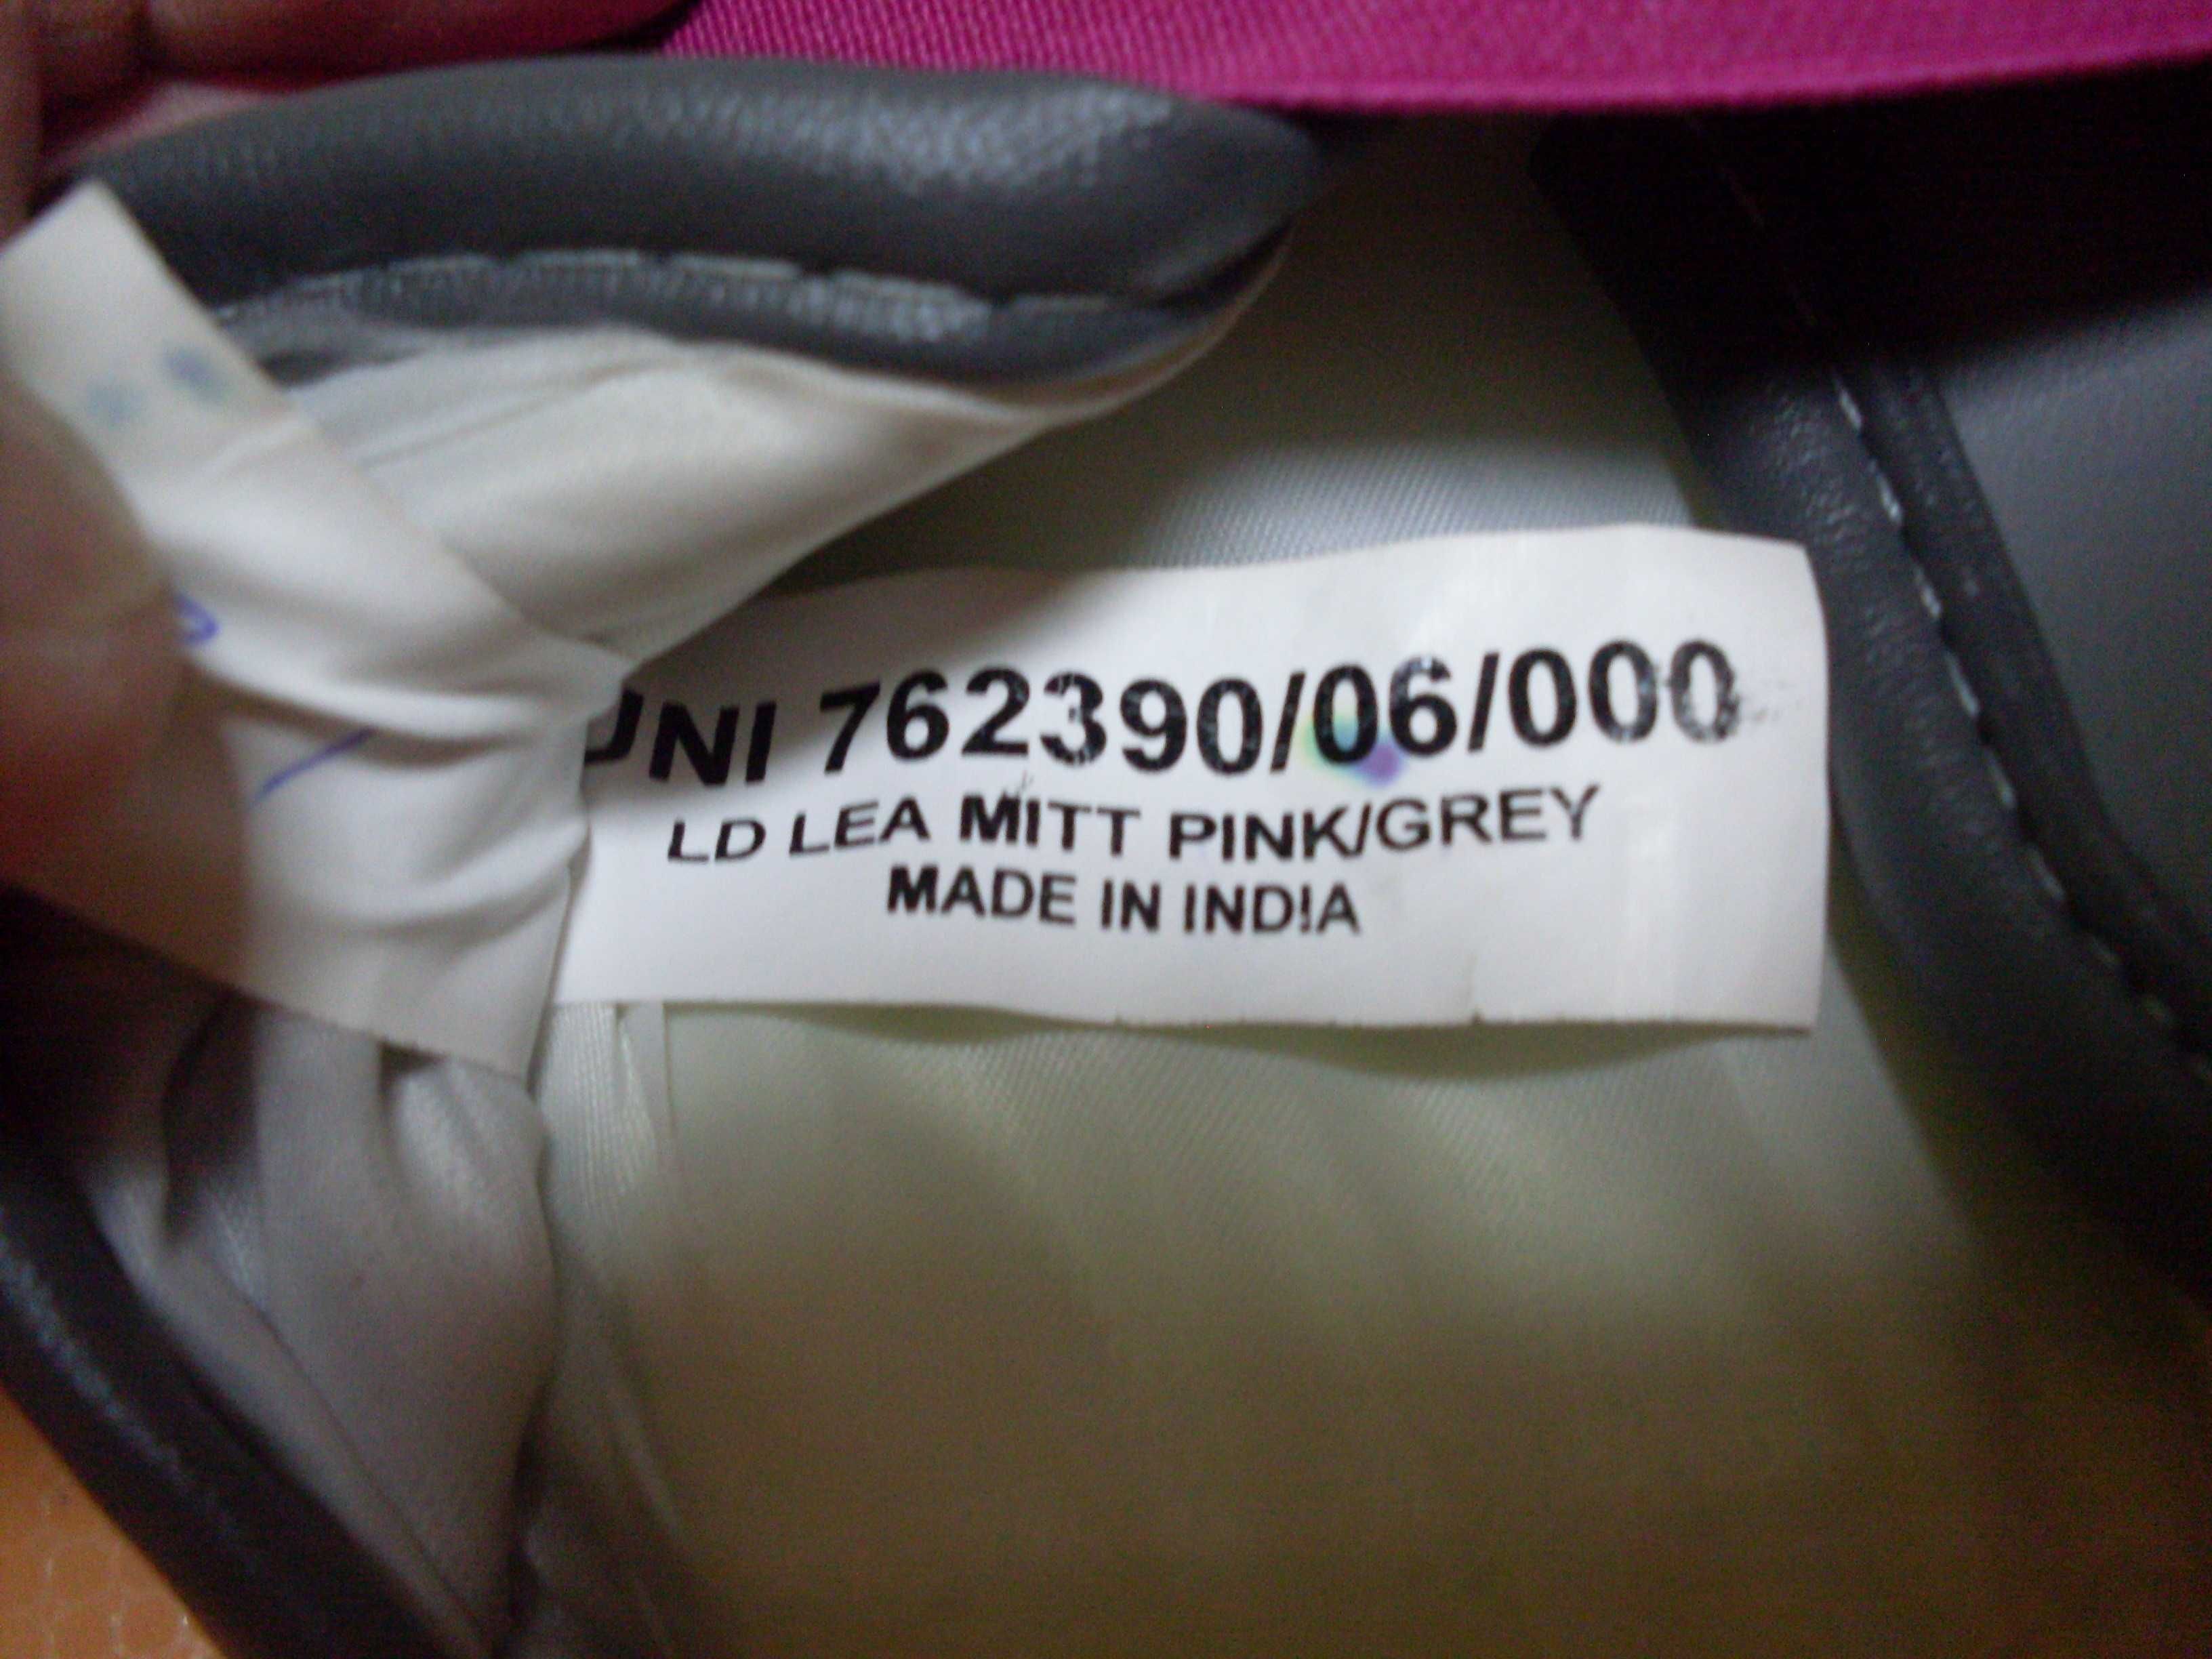 UNI 762390/06/000
LD LEA MITT PINK/GREY
MADE IN INDIA